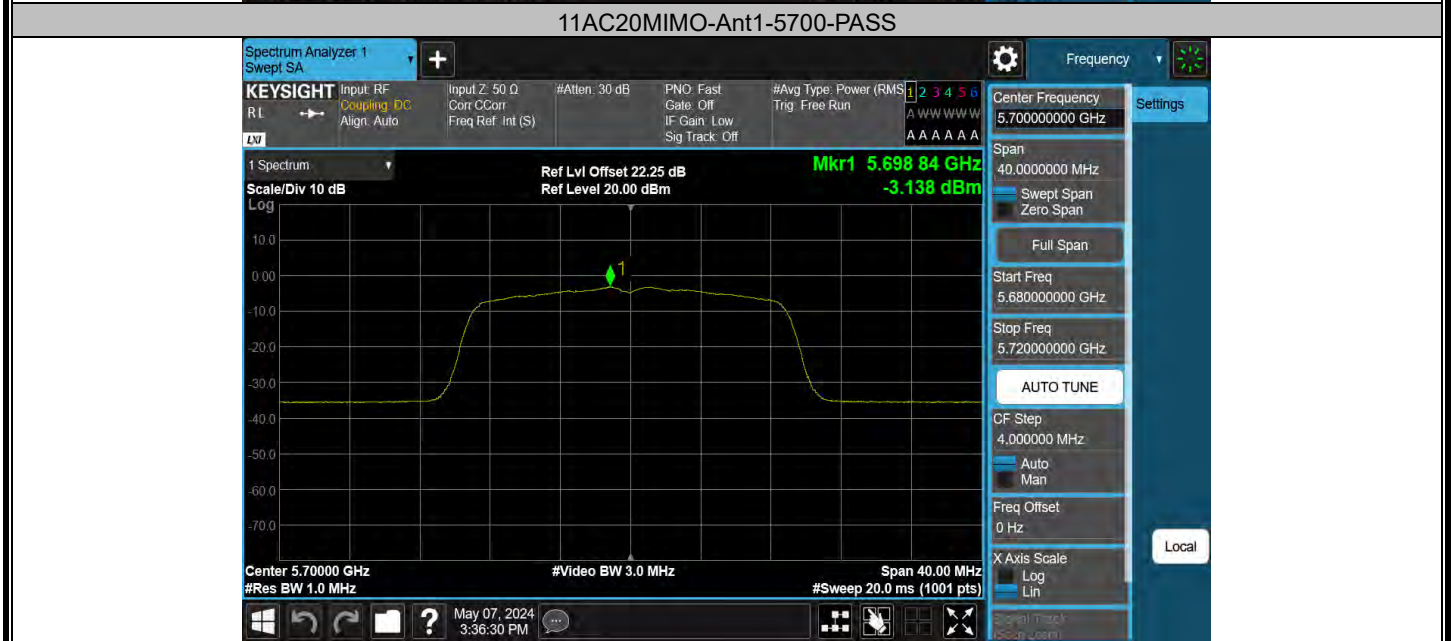 11AC20MIMO-Ant1-5700-PASS
Spectrum Analyzer 1
Swept SA
Frequency
KEYSIGHT
RL
LXI
Input: RF
Coupling: DC
Align: Auto
Input Z: 50 Ω
Corr CCorr
Freq Ref: Int (S)
#Atten: 30 dB
PNO: Fast
Gate: Off
IF Gain: Low
Sig Track: Off
#Avg Type: Power (RMS
Trig: Free Run
1 2 3 4 5 6
A W W W W W
A A A A A A
Center Frequency
5.700000000 GHz
Settings
Span
40.0000000 MHz
Swept Span
Zero Span
Full Span
Start Freq
5.680000000 GHz
Stop Freq
5.720000000 GHz
AUTO TUNE
CF Step
4.000000 MHz
Auto
Man
Freq Offset
0 Hz
X Axis Scale
Log
Lin
Signal Track
(Span Zoom)
Local
1 Spectrum
Scale/Div 10 dB
Log
Ref Lvl Offset 22.25 dB
Ref Level 20.00 dBm
Mkr1 5.698 84 GHz
-3.138 dBm
1
10.0
0.00
-10.0
-20.0
-30.0
-40.0
-50.0
-60.0
-70.0
Center 5.70000 GHz
#Res BW 1.0 MHz
#Video BW 3.0 MHz
Span 40.00 MHz
#Sweep 20.0 ms (1001 pts)
?
May 07, 2024
3:36:30 PM